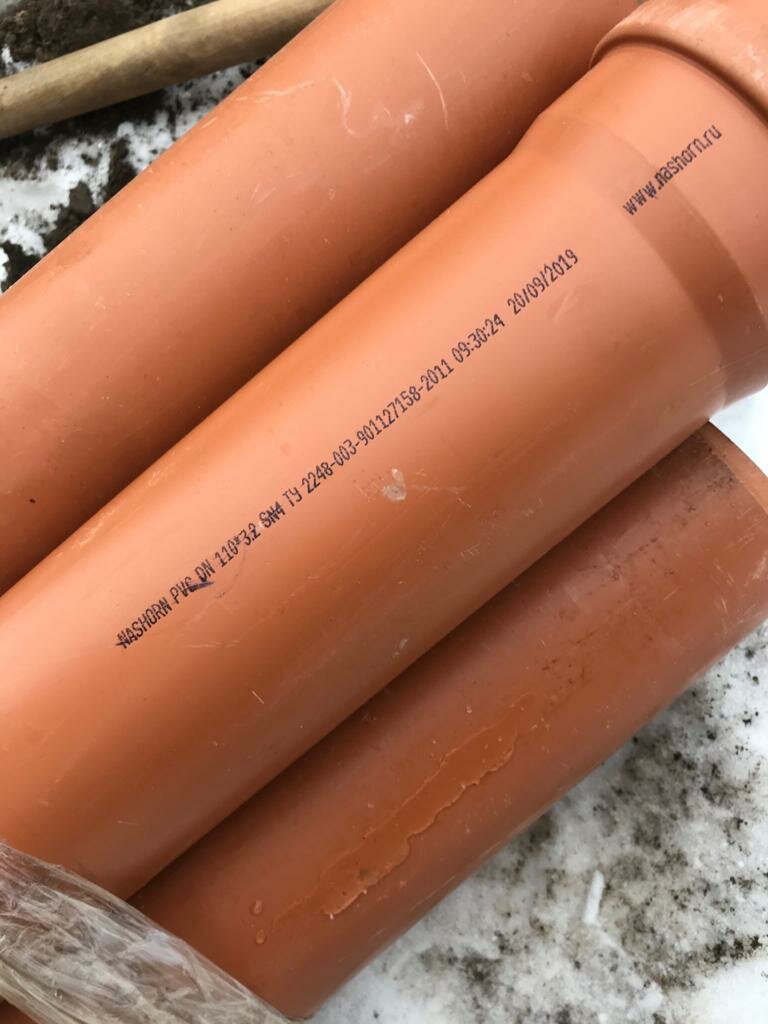 NASHORN PVC DN 110*3,2 SN4 ТУ 2248-003-901127158-2011 09:30:24 20/09/2019 www.nashorn.ru